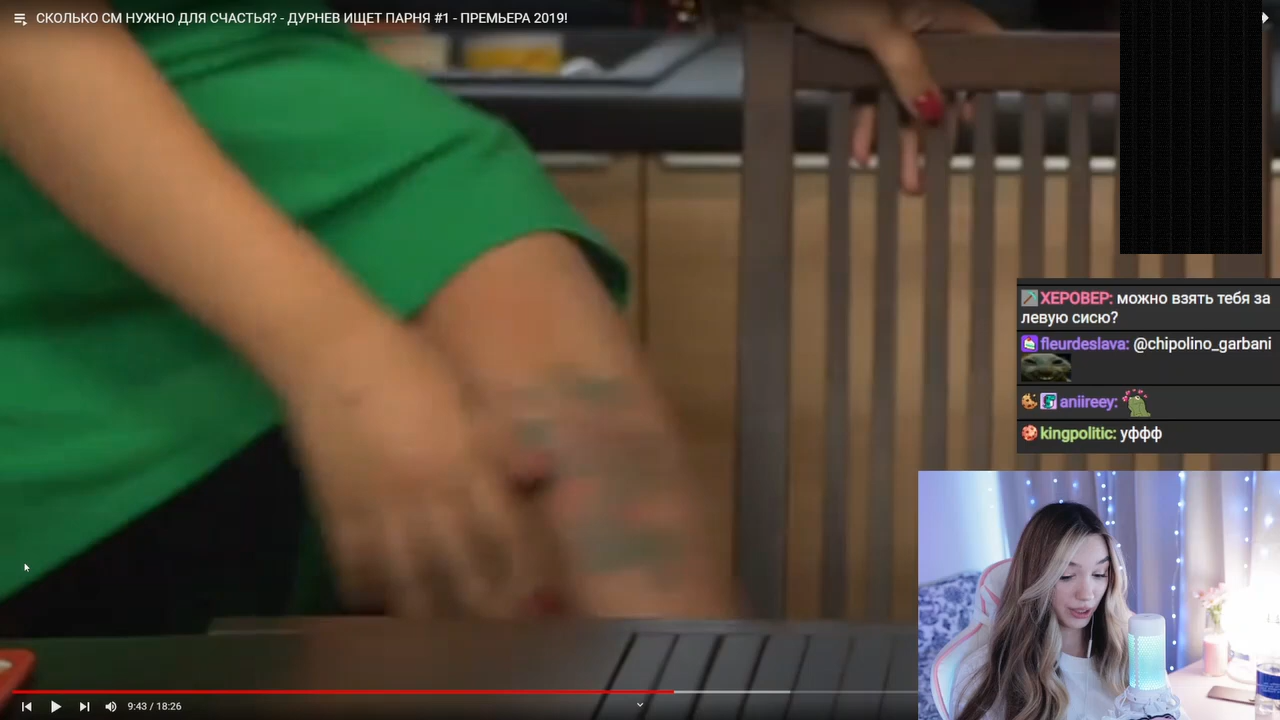 СКОЛЬКО СМ НУЖНО ДЛЯ СЧАСТЬЯ? - ДУРНЕВ ИЩЕТ ПАРНЯ #1 - ПРЕМЬЕРА 2019!
ХЕРОВЕР: можно взять тебя за
левую сисю?
fleurdeslava: @chipolino_garbani
aniireey:
kingpolitic: уффф
9:43 / 18:26